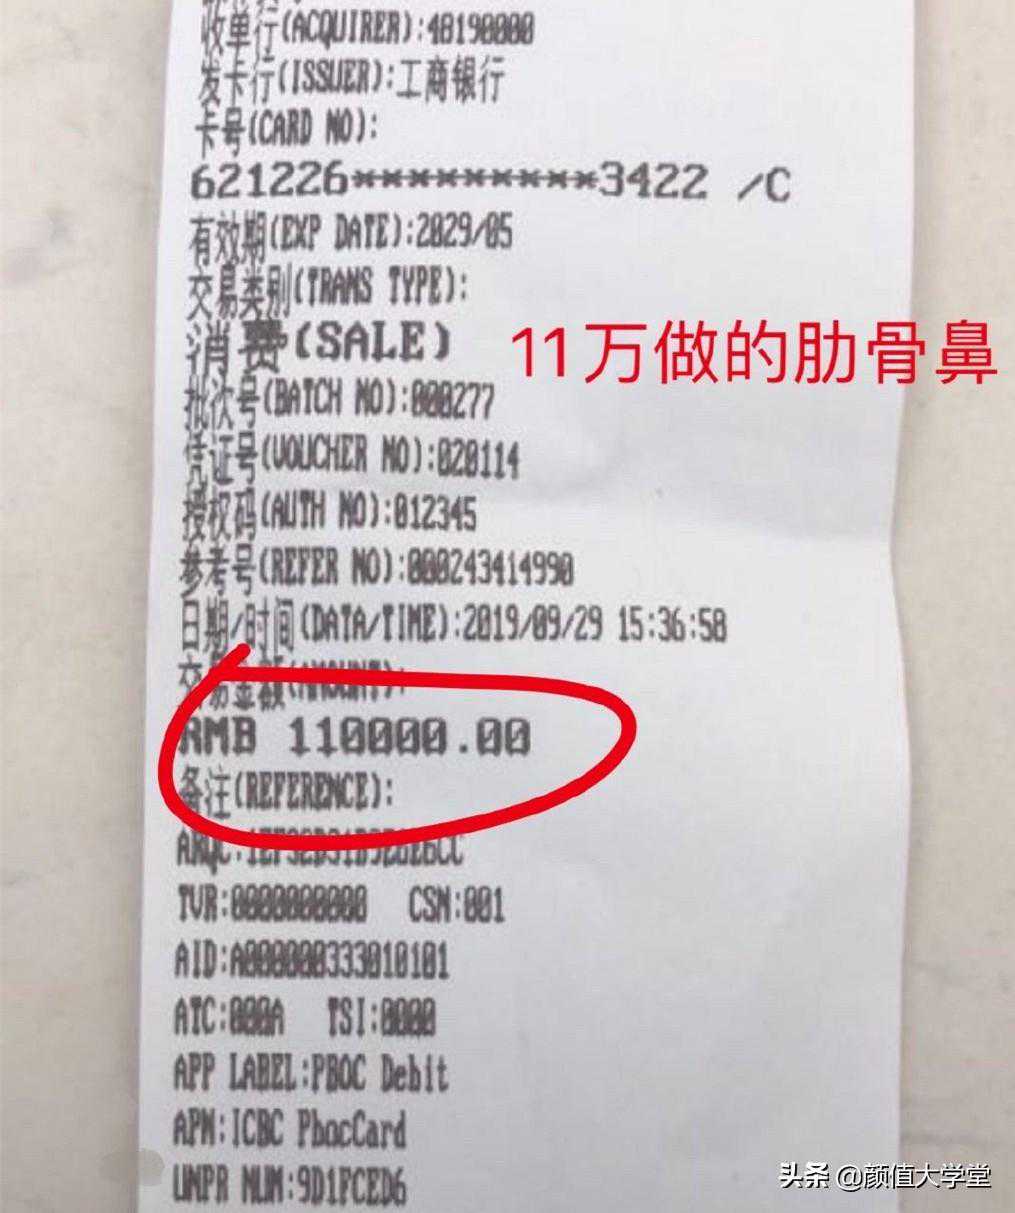 收单行(ACQUIRER):48190000
发卡行(ISSUER):工商银行
卡号(CARD NO):
621226*********3422 /C
有效期(EXP DATE):2029/05
交易类别(TRANS TYPE):
消费(SALE)
11万做的肋骨鼻
批次号(BATCH NO):000277
凭证号(VOUCHER NO):020114
授权码(AUTH NO):012345
参考号(REFER NO):000243414990
日期/时间(DATA/TIME):2019/09/29 15:36:58
交易金额(AMOUNT):
RMB 110000.00
备注(REFERENCE):
TVR:0000000000 CSN:001
AID:A000000333010101
ATC:000A TSI:0000
APP LABEL:PBOC Debit
APN:ICBC PbocCard
UNPR NUM:9D1FCED6
头条 @颜值大学堂